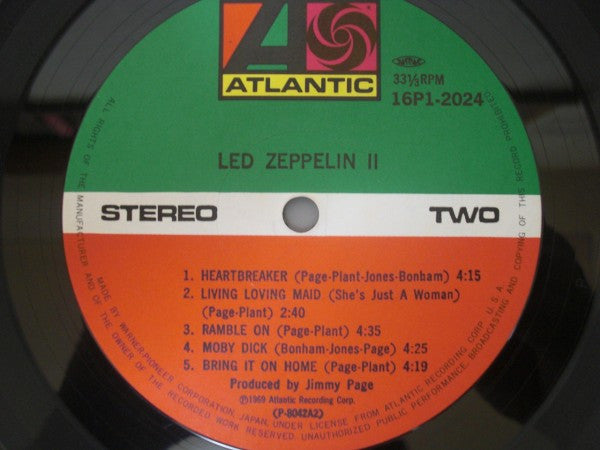 ATLANTIC
33⅓RPM
16P1-2024
LED ZEPPELIN II
STEREO
TWO
1. HEARTBREAKER (Page-Plant-Jones-Bonham) 4:15
2. LIVING LOVING MAID (She's Just A Woman)
(Page-Plant) 2:40
3. RAMBLE ON (Page-Plant) 4:35
4. MOBY DICK (Bonham-Jones-Page) 4:25
5. BRING IT ON HOME (Page-Plant) 4:19
Produced by Jimmy Page
Ⓟ1969 Atlantic Recording Corp.
(P-8042A2)
ALL RIGHTS OF THE MANUFACTURER AND OF THE OWNER OF THE RECORDED WORK RESERVED. UNAUTHORIZED PUBLIC PERFORMANCE, BROADCASTING AND COPYING OF THIS RECORD PROHIBITED
MADE BY WARNER-PIONEER CORPORATION, JAPAN, UNDER LICENSE FROM ATLANTIC RECORDING CORP. U.S.A.